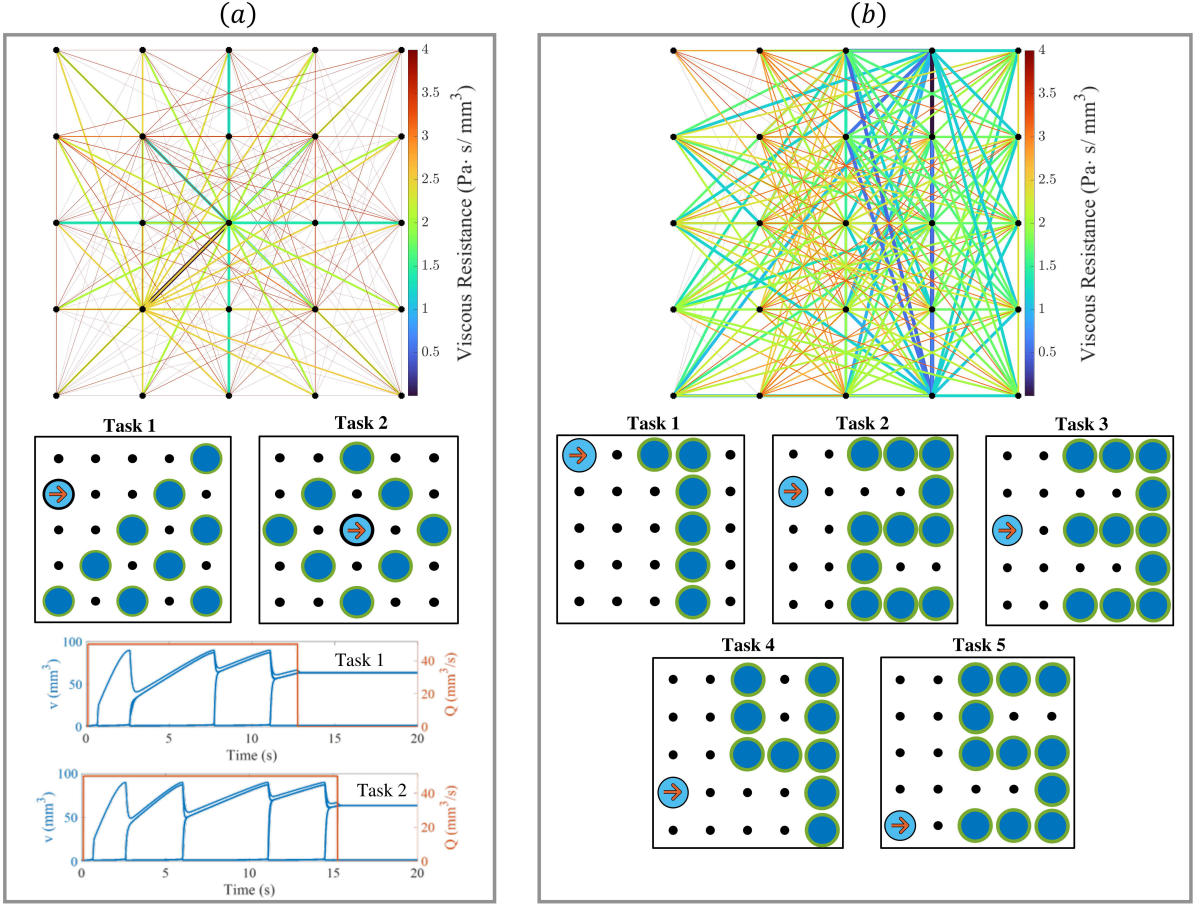 (a)
4
3.5
3
2.5
2
1.5
1
0.5
Viscous Resistance (Pa· s/ mm³)
Task 1
Task 2
100
50
0
v (mm³)
40
20
0
Q (mm³/s)
Task 1
0 5 10 15 20
Time (s)
100
50
0
v (mm³)
40
20
0
Q (mm³/s)
Task 2
0 5 10 15 20
Time (s)
(b)
4
3.5
3
2.5
2
1.5
1
0.5
Viscous Resistance (Pa· s/ mm³)
Task 1
Task 2
Task 3
Task 4
Task 5